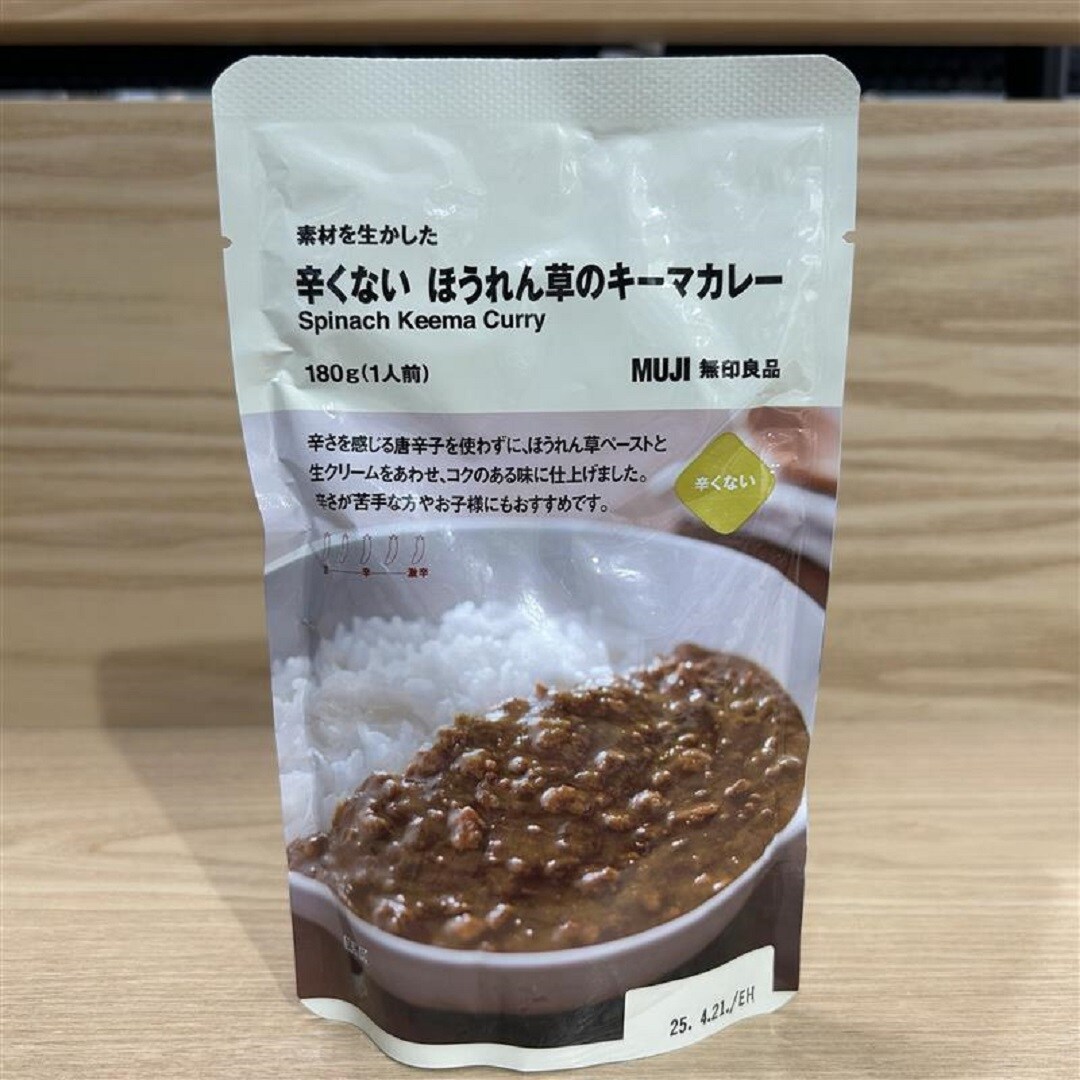 素材を生かした
辛くない ほうれん草のキーマカレー
Spinach Keema Curry
180g(1人前)
MUJI 無印良品
辛さを感じる唐辛子を使わずに、ほうれん草ペーストと
生クリームをあわせ、コクのある味に仕上げました。
辛さが苦手な方やお子様にもおすすめです。
辛くない
辛 激辛
25. 4.21./EH